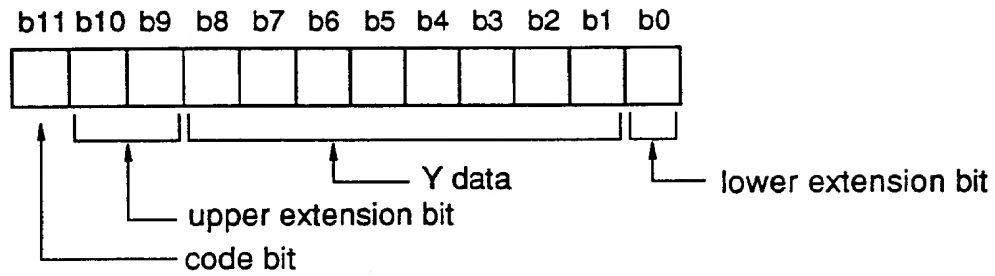 b11 b10 b9 b8 b7 b6 b5 b4 b3 b2 b1 b0
Y data
lower extension bit
upper extension bit
code bit